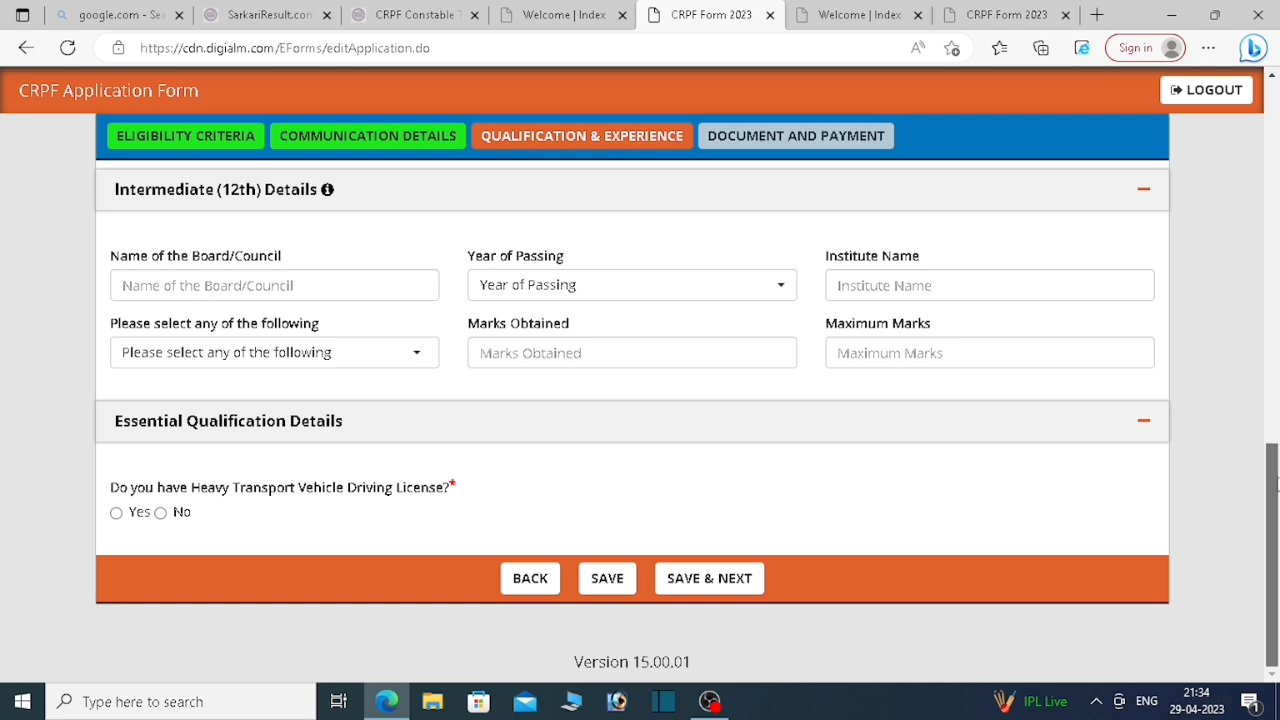 google.com - Sea
SarkariResult.com
CRPF Constable T
Welcome | Index
CRPF Form 2023
Welcome | Index
CRPF Form 2023
https://cdn.digialm.com/EForms/editApplication.do
Sign in
CRPF Application Form
LOGOUT
ELIGIBILITY CRITERIA
COMMUNICATION DETAILS
QUALIFICATION & EXPERIENCE
DOCUMENT AND PAYMENT
Intermediate (12th) Details
Name of the Board/Council
Year of Passing
Institute Name
Name of the Board/Council
Year of Passing
Institute Name
Please select any of the following
Marks Obtained
Maximum Marks
Please select any of the following
Marks Obtained
Maximum Marks
Essential Qualification Details
Do you have Heavy Transport Vehicle Driving License?*
Yes No
BACK
SAVE
SAVE & NEXT
Version 15.00.01
Type here to search
IPL Live
ENG
21:34
29-04-2023
1